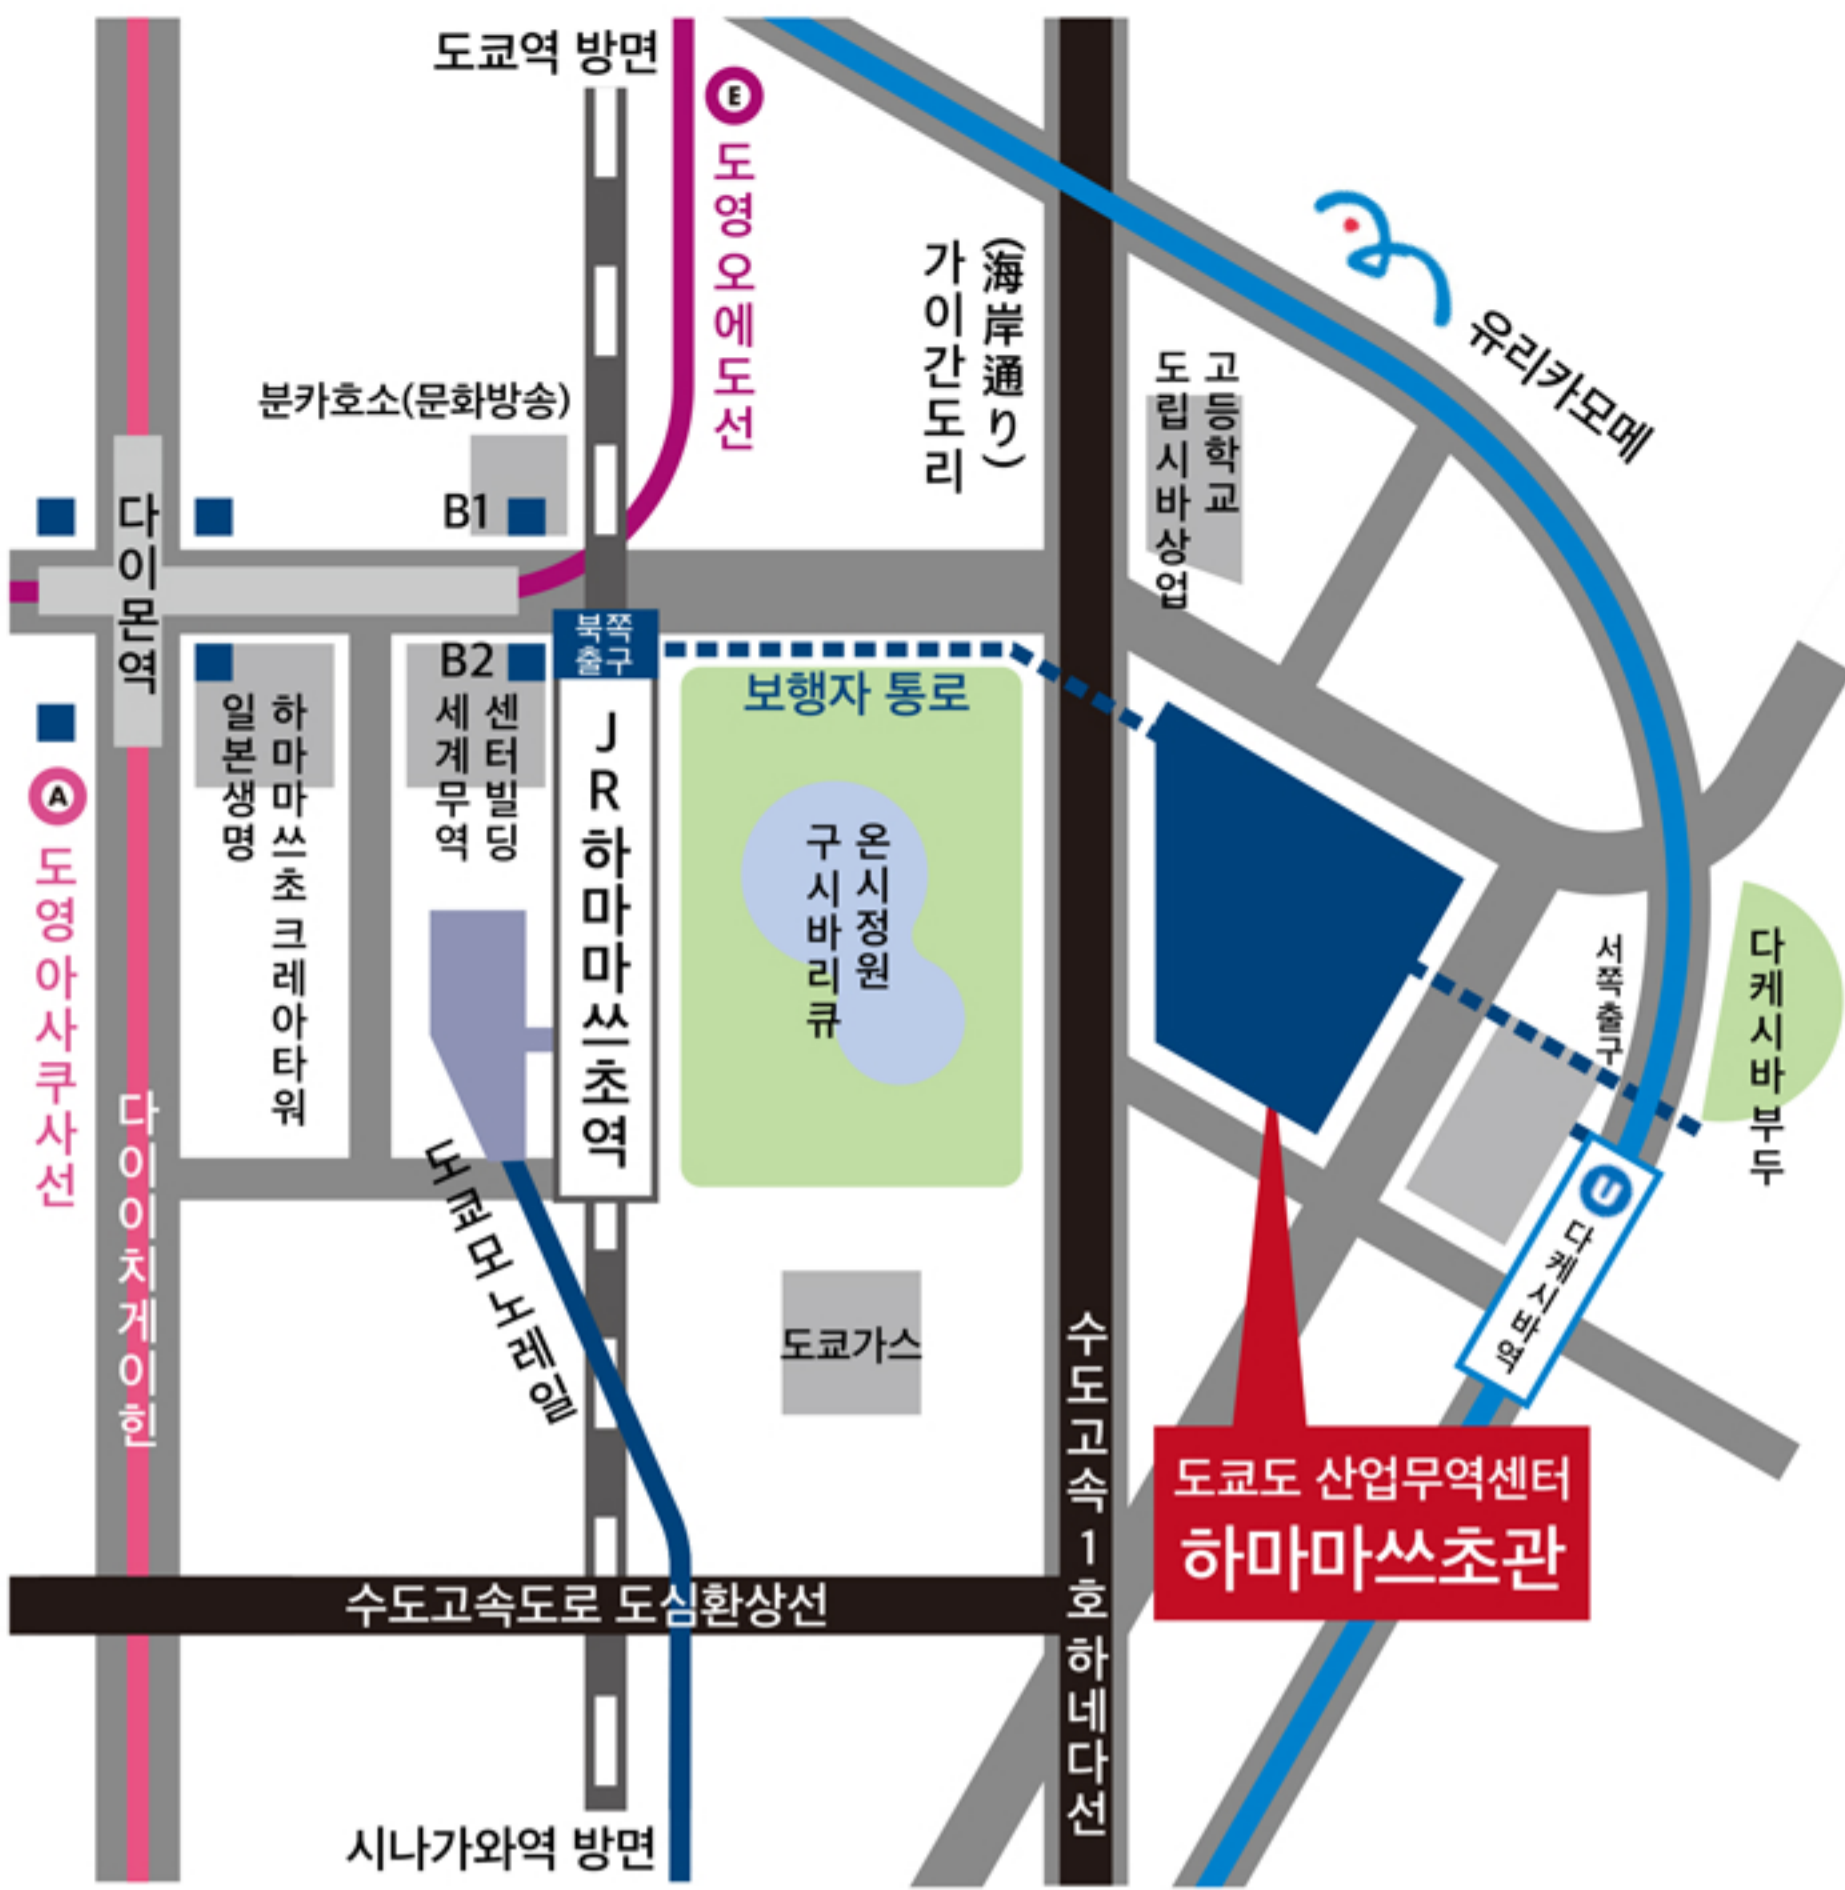 도쿄역 방면
E
도영오에도선
가이간도리
(海岸通り)
유리카모메
도립시바상업
고등학교
분카호소(문화방송)
B1
다이몬역
북쪽
출구
B2
보행자 통로
일본생명
하마마쓰초 크레아타워
세계무역
센터빌딩
JR하마마쓰초역
구시바리큐
온시정원
A
도영아사쿠사선
서쪽출구
다케시바부두
다이이치게이힌
도쿄모노레일
U
다케시바역
도쿄가스
수도고속1호하네다선
도쿄도 산업무역센터
하마마쓰초관
수도고속도로 도심환상선
시나가와역 방면